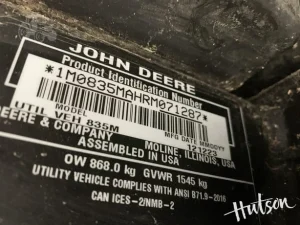 JOHN DEERE
Product Identification Number
*1M0835MAHRM071287*
MODEL MFG DATE MMDDYY
UTIL VEH 835M 121223
DEERE & COMPANY MOLINE, ILLINOIS, USA
ASSEMBLED IN USA
OW 868.0 kg GVWR 1545 kg
UTILITY VEHICLE COMPLIES WITH ANSI B71.9-2016
CAN ICES-2/NMB-2
Hutson